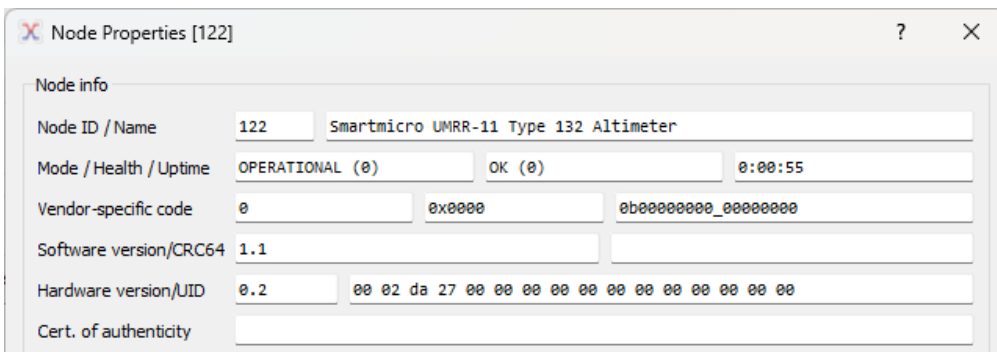 Node Properties [122] ? ×
Node info
Node ID / Name 122 Smartmicro UMRR-11 Type 132 Altimeter
Mode / Health / Uptime OPERATIONAL (0) OK (0) 0:00:55
Vendor-specific code 0 0x0000 0b00000000_00000000
Software version/CRC64 1.1
Hardware version/UID 0.2 00 02 da 27 00 00 00 00 00 00 00 00 00 00 00 00
Cert. of authenticity